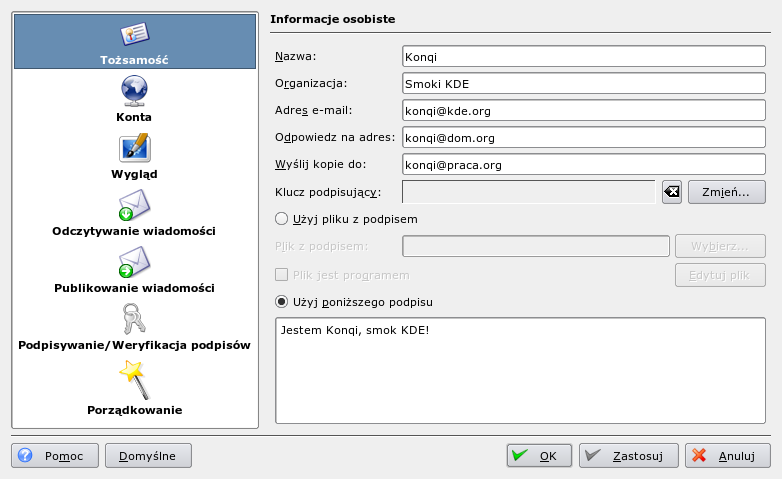 Tożsamość
Konta
Wygląd
Odczytywanie wiadomości
Publikowanie wiadomości
Podpisywanie/Weryfikacja podpisów
Porządkowanie
Informacje osobiste
Nazwa: Konqi
Organizacja: Smoki KDE
Adres e-mail: konqi@kde.org
Odpowiedz na adres: konqi@dom.org
Wyślij kopie do: konqi@praca.org
Klucz podpisujący: Zmień...
Użyj pliku z podpisem
Plik z podpisem: Wybierz...
Plik jest programem Edytuj plik
Użyj poniższego podpisu
Jestem Konqi, smok KDE!
Pomoc Domyślne OK Zastosuj Anuluj